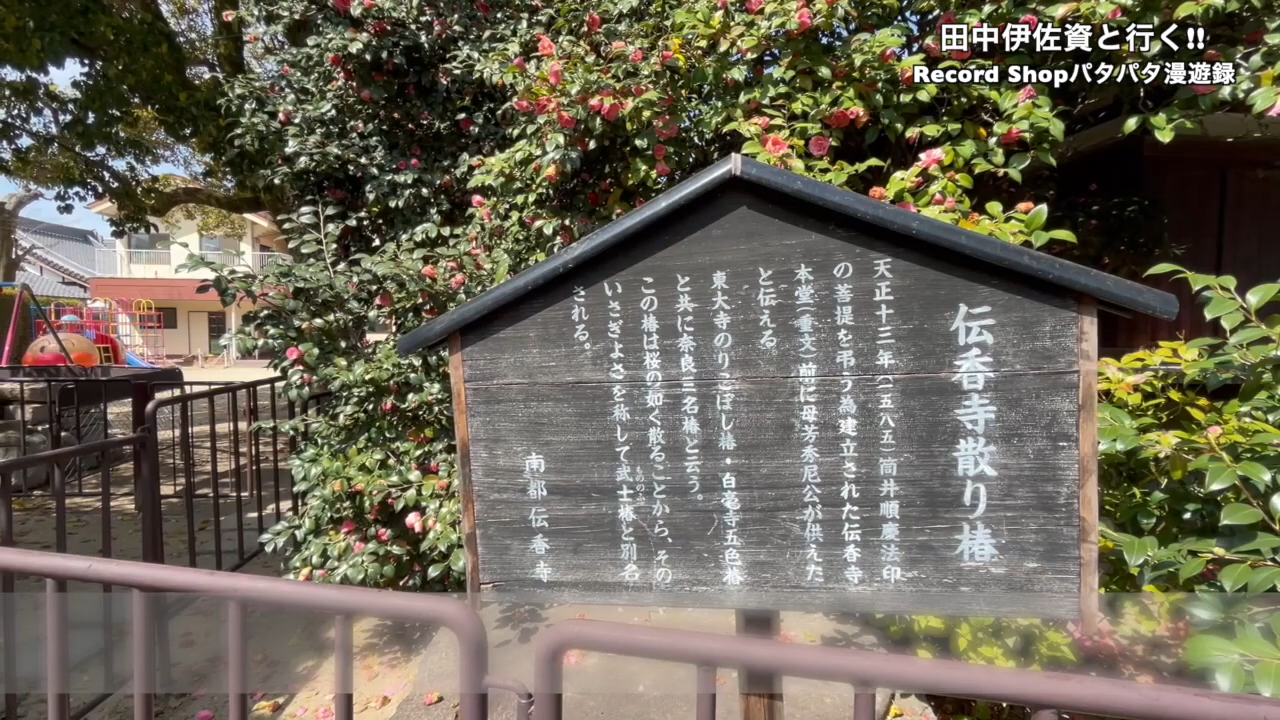 田中伊佐資と行く!!
Record Shopパタパタ漫遊録
伝香寺散り椿
天正十三年(一五八五)筒井順慶法印
の菩提を弔う為建立された伝香寺
本堂(重文)前に母芳秀尼公が供えた
と伝える。
東大寺のりこぼし椿・白毫寺五色椿
と共に奈良三名椿と云う。
この椿は桜の如く散ることから、その
いさぎよさを称して武士椿と別名
もののふ
される。
南都 伝香寺